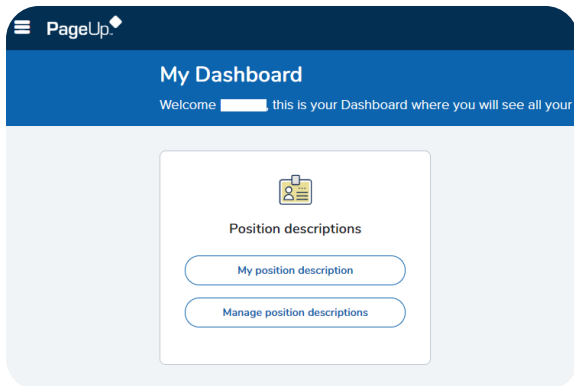 PageUp
My Dashboard
Welcome , this is your Dashboard where you will see all your
Position descriptions
My position description
Manage position descriptions